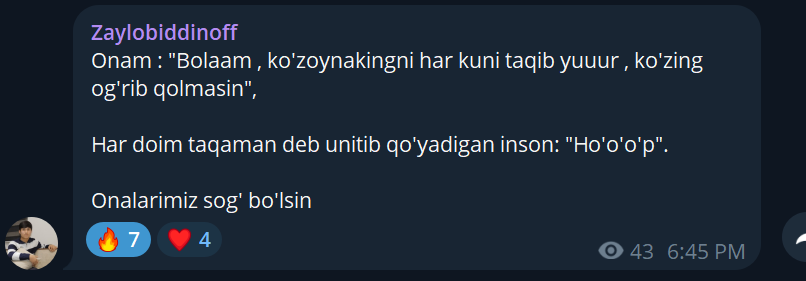 Zaylobiddinoff
Onam : "Bolaam , ko'zoynakingni har kuni taqib yuuur , ko'zing
og'rib qolmasin",
Har doim taqaman deb unitib qo'yadigan inson: "Ho'o'o'p".
Onalarimiz sog' bo'lsin
🔥 7 ❤️ 4
43 6:45 PM